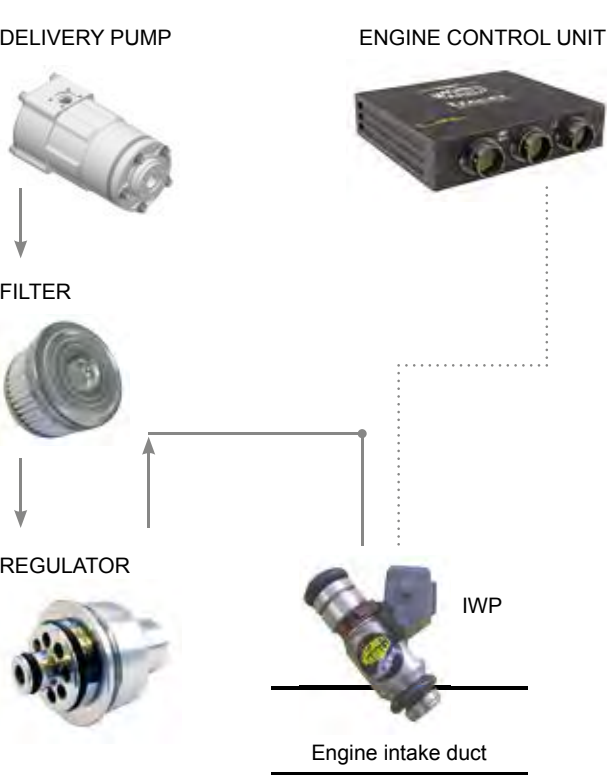 DELIVERY PUMP
ENGINE CONTROL UNIT
FILTER
REGULATOR
IWP
Engine intake duct